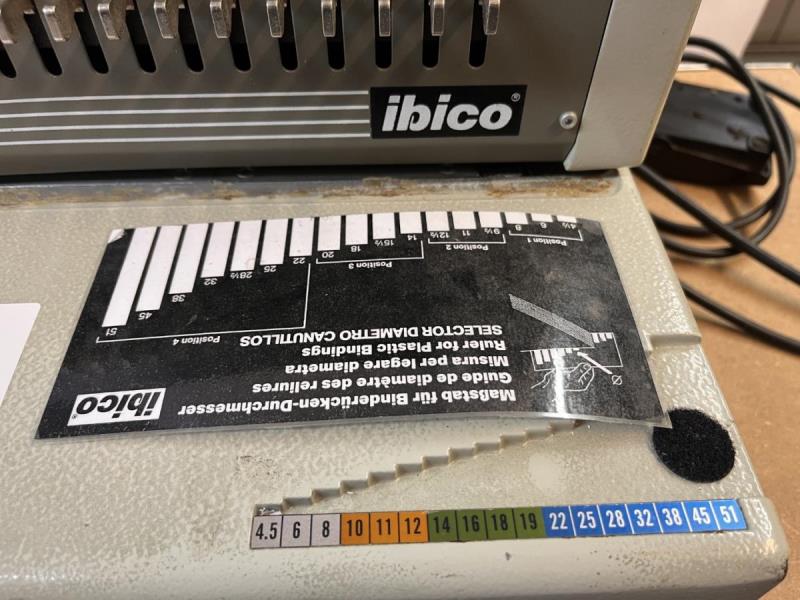 ibico®
Maßstab für Binderücken-Durchmesser
Guide de diamètre des reliures
Misura per legare diametra
Ruler for Plastic Bindings
SELECTOR DIAMETRO CANUTILLOS
ibico®
Position 1
Position 2
Position 3
Position 4
4½ 6 8 9½ 11 12½ 14 15½ 18 20 22 25 28½ 32 38 45 51
4.5 6 8 10 11 12 14 16 18 19 22 25 28 32 38 45 51